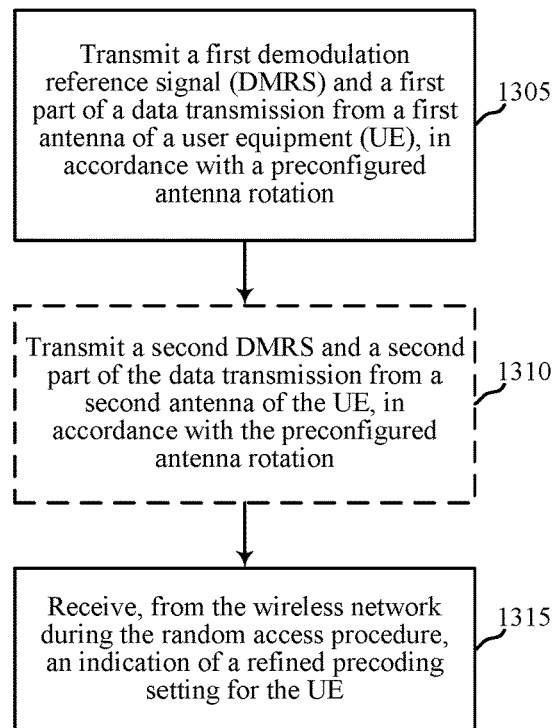 Transmit a first demodulation
reference signal (DMRS) and a first
part of a data transmission from a first
antenna of a user equipment (UE), in
accordance with a preconfigured
antenna rotation
1305
Transmit a second DMRS and a second
part of the data transmission from a
second antenna of the UE, in
accordance with the preconfigured
antenna rotation
1310
Receive, from the wireless network
during the random access procedure,
an indication of a refined precoding
setting for the UE
1315